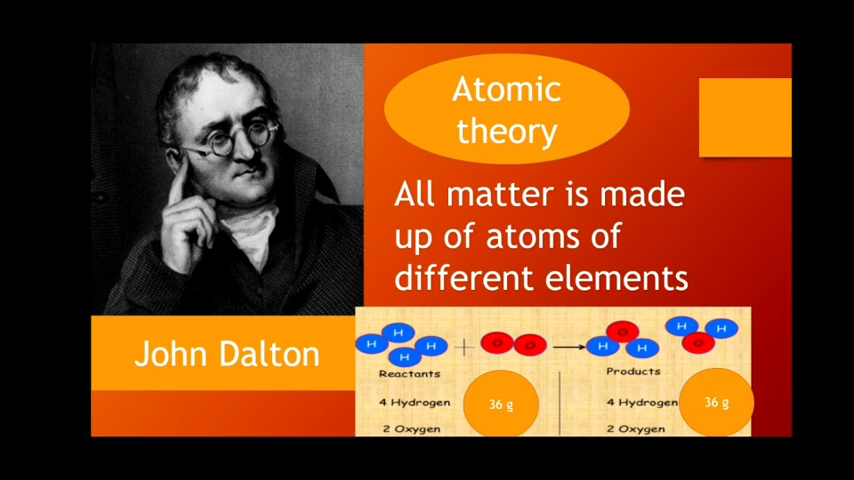 Atomic
theory
All matter is made
up of atoms of
different elements
John Dalton
H H H H + O O → H O H H O H
Reactants
4 Hydrogen
2 Oxygen
36 g
Products
4 Hydrogen
2 Oxygen
36 g